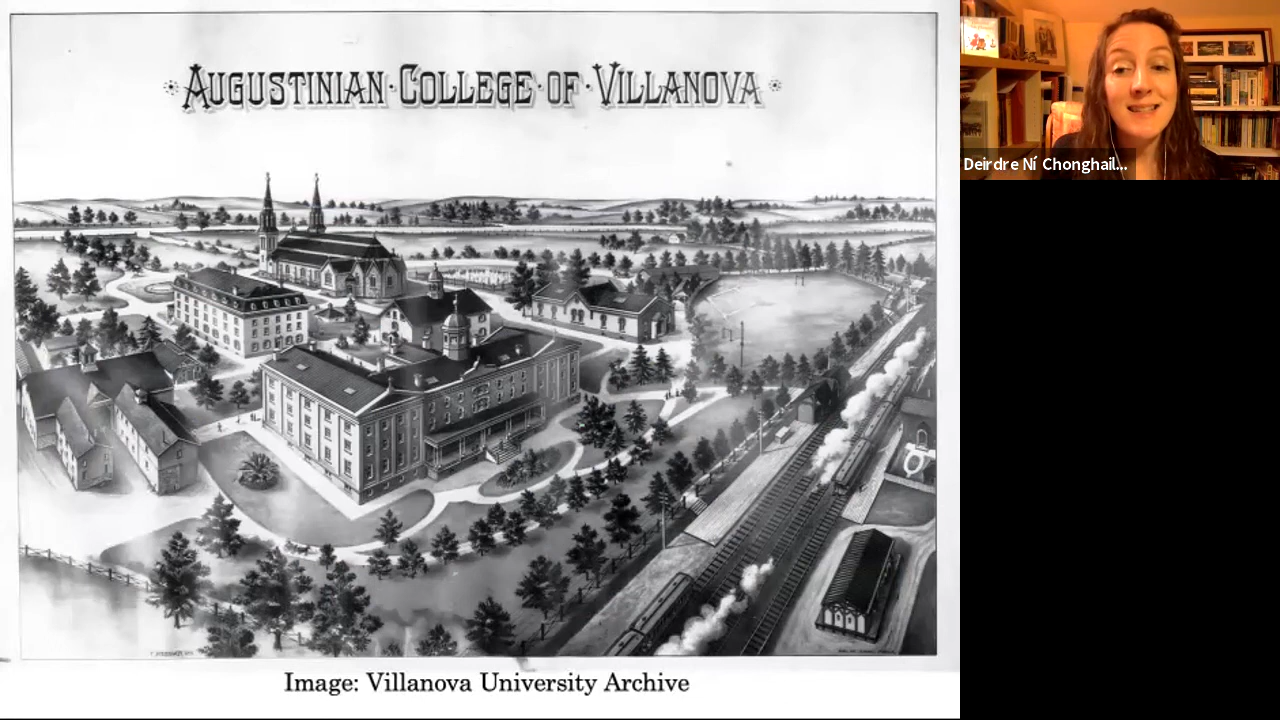 AUGUSTINIAN·COLLEGE·OF·VILLANOVA
Deirdre Ní Chonghail...
Image: Villanova University Archive